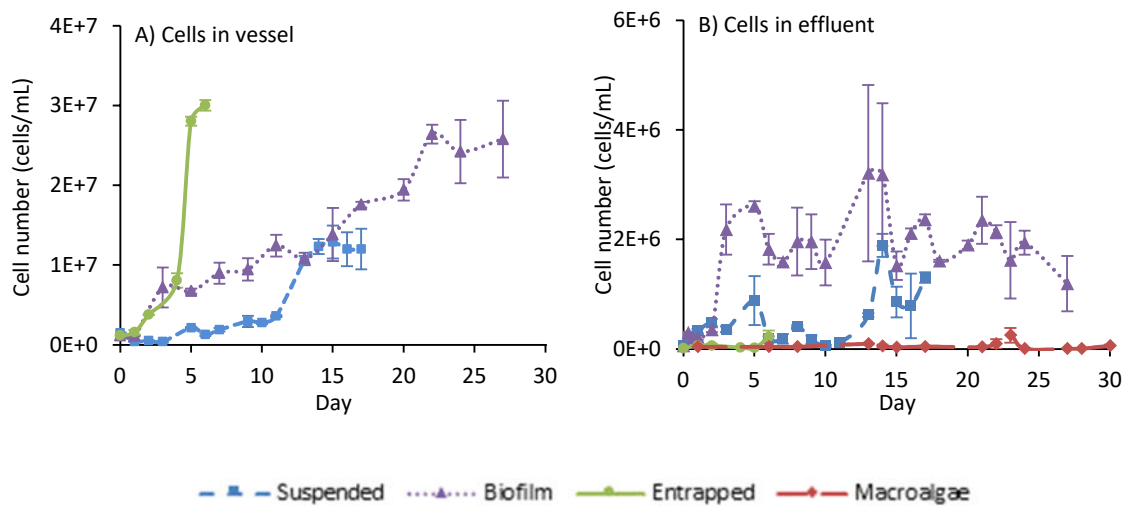 A) Cells in vessel
4E+7
3E+7
2E+7
1E+7
0E+0
Cell number (cells/mL)
0 5 10 15 20 25 30
Day
B) Cells in effluent
6E+6
4E+6
2E+6
0E+0
Cell number (cells/mL)
0 5 10 15 20 25 30
Day
Suspended Biofilm Entrapped Macroalgae